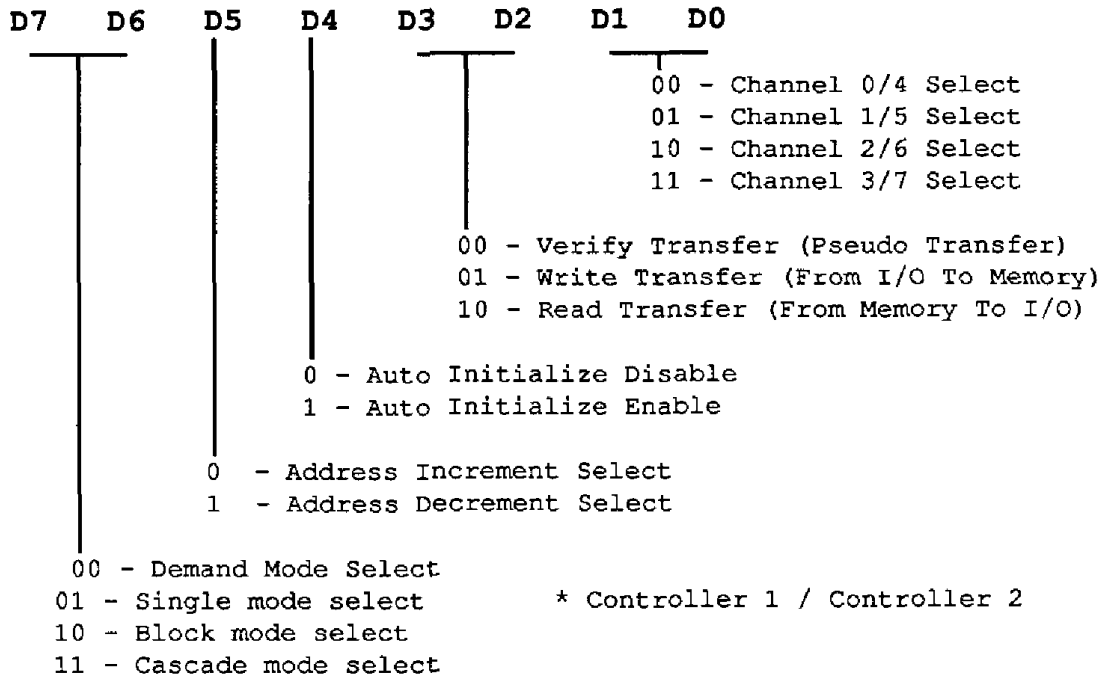 D7 D6 D5 D4 D3 D2 D1 D0
00 - Channel 0/4 Select
01 - Channel 1/5 Select
10 - Channel 2/6 Select
11 - Channel 3/7 Select
00 - Verify Transfer (Pseudo Transfer)
01 - Write Transfer (From I/O To Memory)
10 - Read Transfer (From Memory To I/O)
0 - Auto Initialize Disable
1 - Auto Initialize Enable
0 - Address Increment Select
1 - Address Decrement Select
00 - Demand Mode Select
01 - Single mode select
10 - Block mode select
11 - Cascade mode select
* Controller 1 / Controller 2